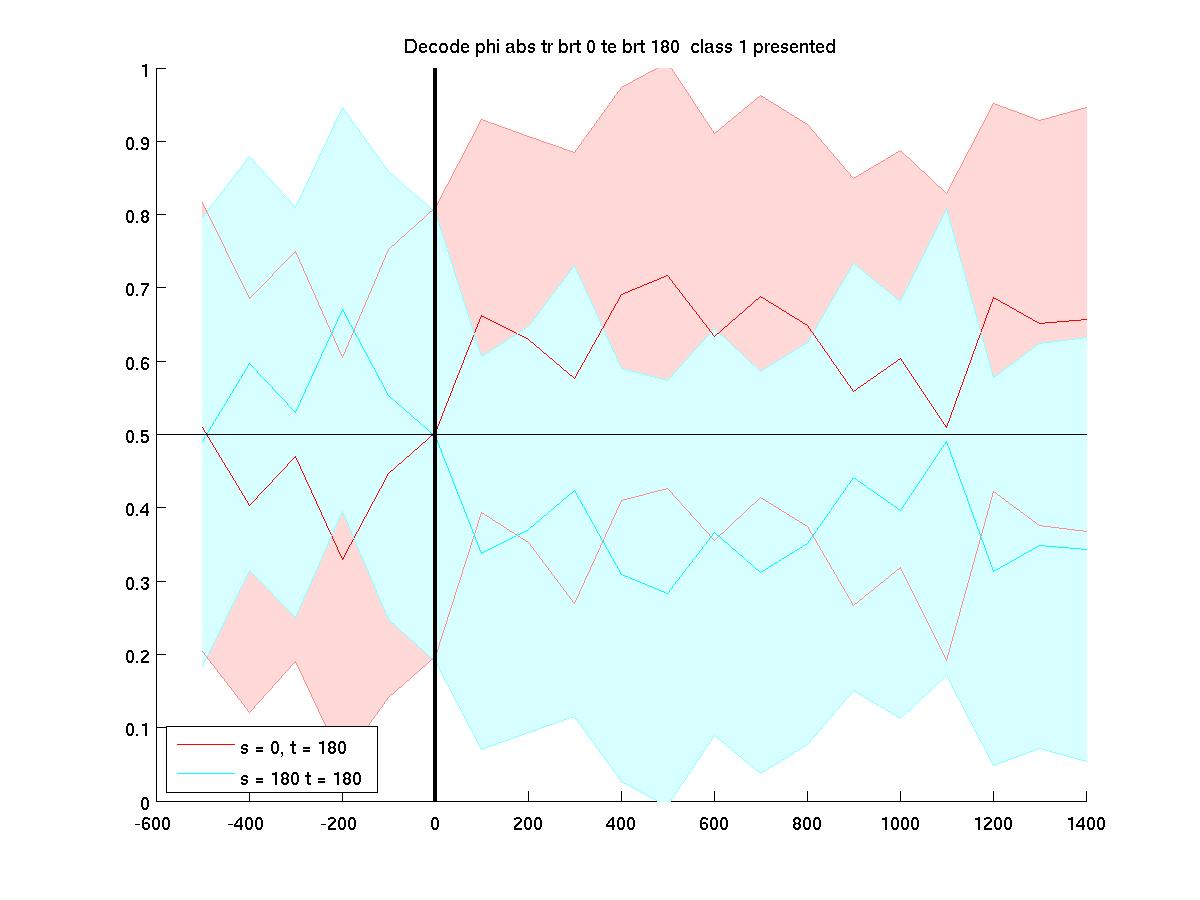 Decode phi abs tr brt 0 te brt 180  class 1 presented
1
0.9
0.8
0.7
0.6
0.5
0.4
0.3
0.2
0.1
0
s = 0, t = 180
s = 180 t = 180
-600 -400 -200 0 200 400 600 800 1000 1200 1400